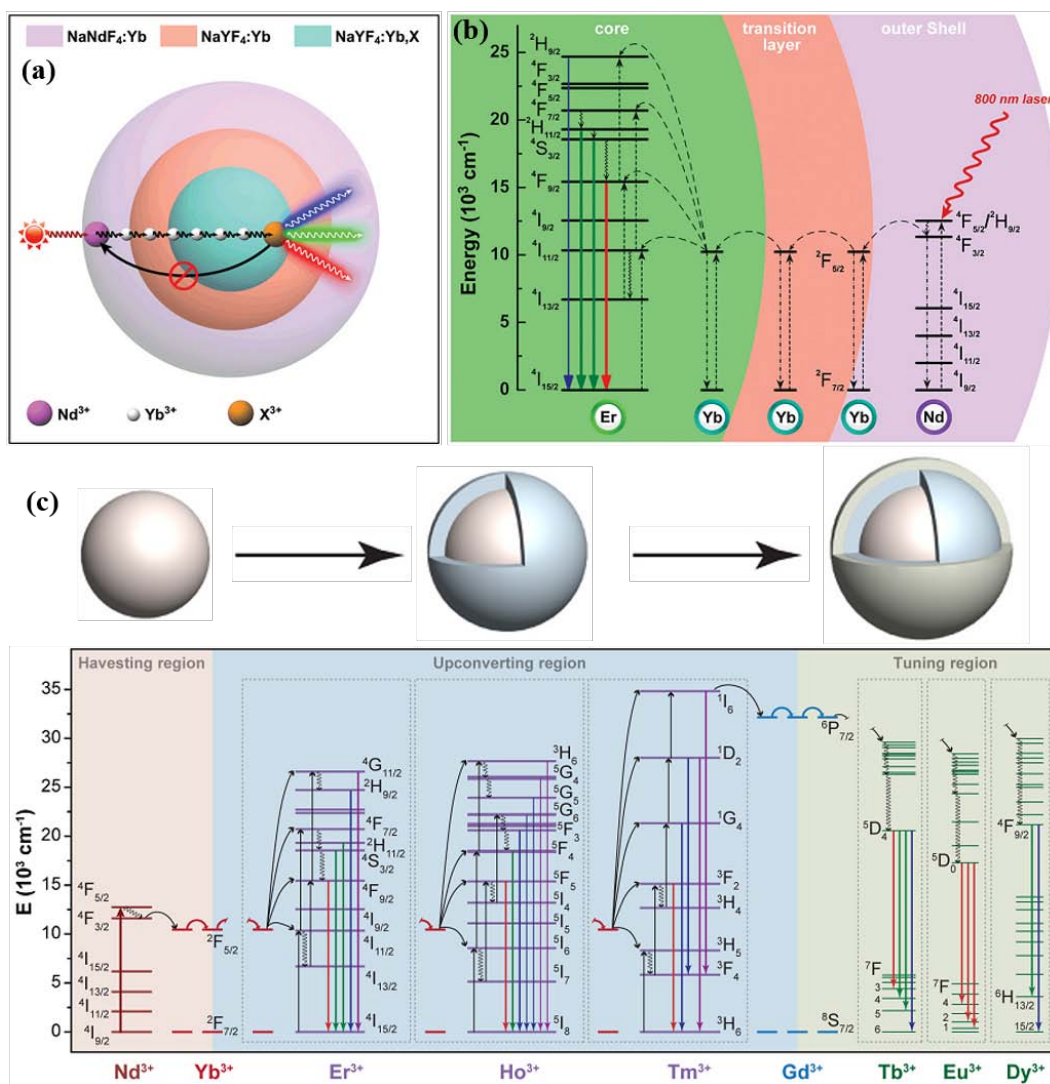 NaNdF₄:Yb NaYF₄:Yb NaYF₄:Yb,X
(a)
Nd³⁺ Yb³⁺ X³⁺
(b)
core transition layer outer Shell
800 nm laser
Energy (10³ cm⁻¹)
25
20
15
10
5
0
²H₉/₂
⁴F₃/₂
⁴F₅/₂
⁴F₇/₂
²H₁₁/₂
⁴S₃/₂
⁴F₉/₂
⁴I₉/₂
⁴I₁₁/₂
⁴I₁₃/₂
⁴I₁₅/₂
²F₅/₂
²F₇/₂
⁴F₅/₂/²H₉/₂
⁴F₃/₂
⁴I₁₅/₂
⁴I₁₃/₂
⁴I₁₁/₂
⁴I₉/₂
Er Yb Yb Yb Nd
(c)
Havesting region Upconverting region Tuning region
E (10³ cm⁻¹)
35
30
25
20
15
10
5
0
⁴F₅/₂
⁴F₃/₂
⁴I₁₅/₂
⁴I₁₃/₂
⁴I₁₁/₂
⁴I₉/₂
²F₅/₂
²F₇/₂
⁴G₁₁/₂
²H₉/₂
⁴F₇/₂
²H₁₁/₂
⁴S₃/₂
⁴F₉/₂
⁴I₉/₂
⁴I₁₁/₂
⁴I₁₃/₂
⁴I₁₅/₂
³H₆
⁵G₄
⁵G₅
⁵G₆
⁵F₃
⁵F₄
⁵F₅
⁵I₄
⁵I₅
⁵I₆
⁵I₇
⁵I₈
¹I₆
¹D₂
¹G₄
³F₂
³H₄
³H₅
³F₄
³H₆
⁶P₇/₂
⁸S₇/₂
⁵D₄
⁷F
3
4
5
6
⁵D₀
⁷F
4
2
1
⁴F₉/₂
⁶H₁₃/₂
15/2
Nd³⁺ Yb³⁺ Er³⁺ Ho³⁺ Tm³⁺ Gd³⁺ Tb³⁺ Eu³⁺ Dy³⁺